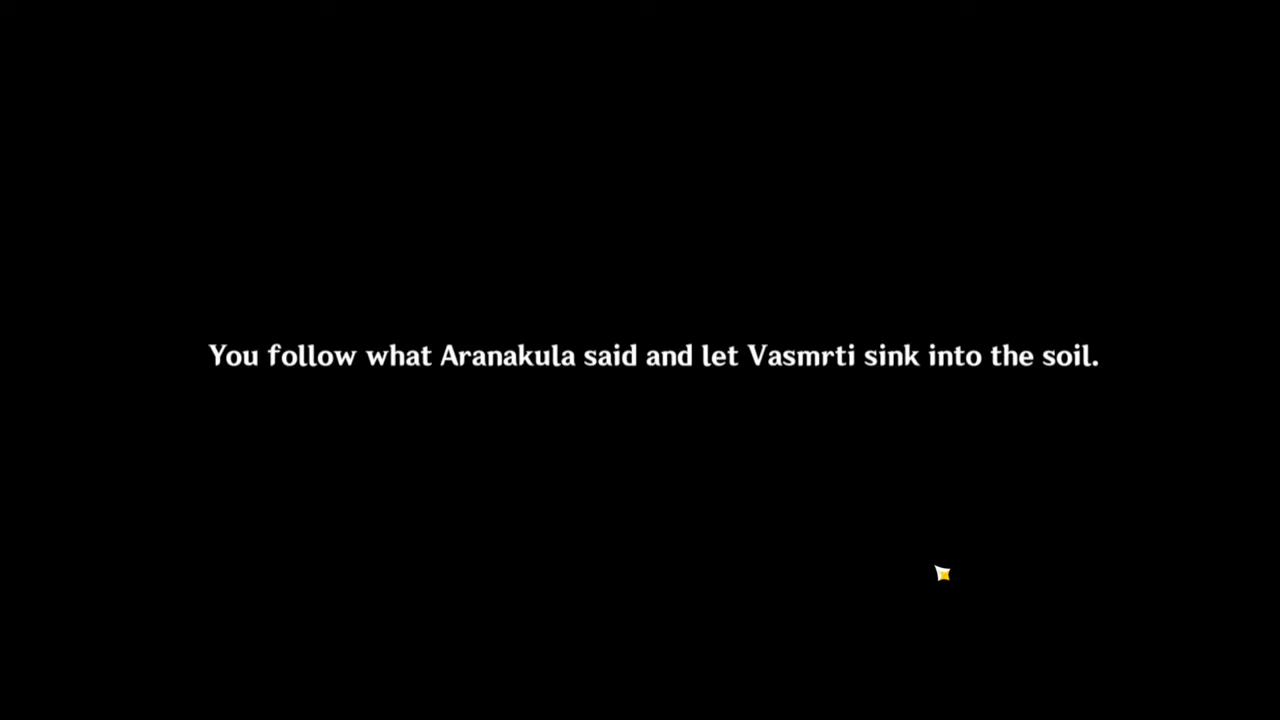 You follow what Aranakula said and let Vasmrti sink into the soil.